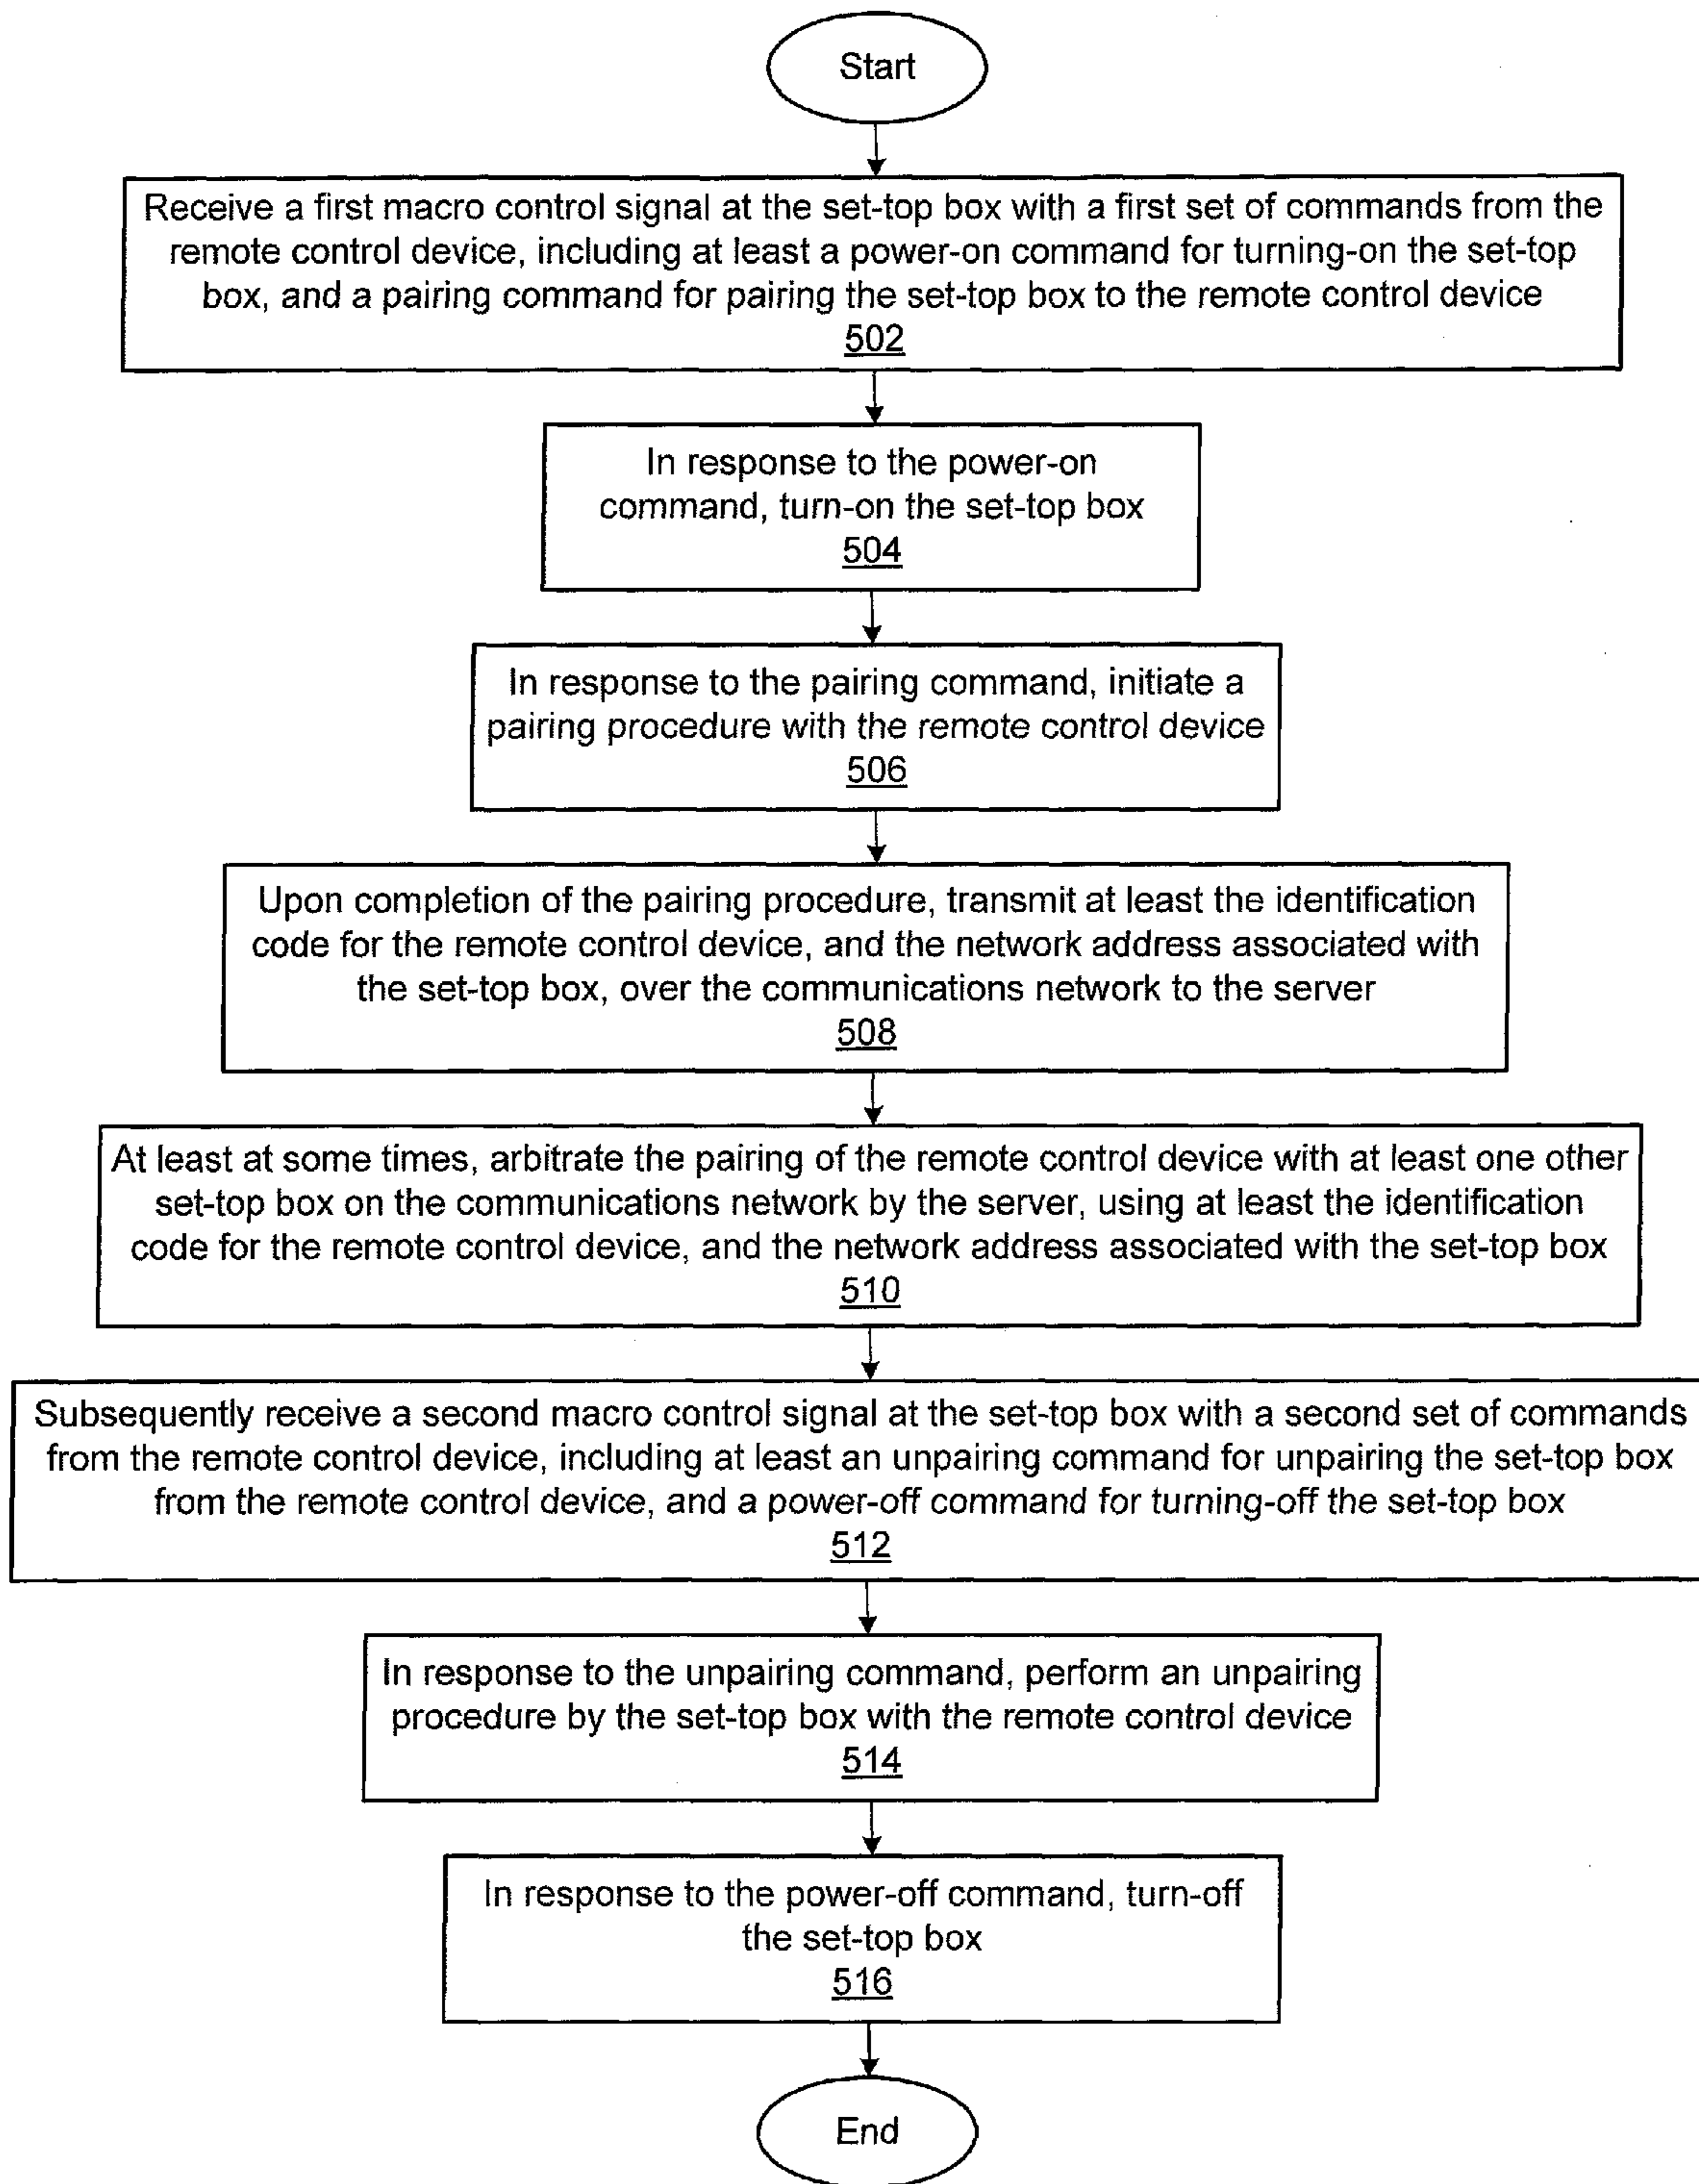 Start
Receive a first macro control signal at the set-top box with a first set of commands from the
remote control device, including at least a power-on command for turning-on the set-top
box, and a pairing command for pairing the set-top box to the remote control device
502
In response to the power-on
command, turn-on the set-top box
504
In response to the pairing command, initiate a
pairing procedure with the remote control device
506
Upon completion of the pairing procedure, transmit at least the identification
code for the remote control device, and the network address associated with
the set-top box, over the communications network to the server
508
At least at some times, arbitrate the pairing of the remote control device with at least one other
set-top box on the communications network by the server, using at least the identification
code for the remote control device, and the network address associated with the set-top box
510
Subsequently receive a second macro control signal at the set-top box with a second set of commands
from the remote control device, including at least an unpairing command for unpairing the set-top box
from the remote control device, and a power-off command for turning-off the set-top box
512
In response to the unpairing command, perform an unpairing
procedure by the set-top box with the remote control device
514
In response to the power-off command, turn-off
the set-top box
516
End